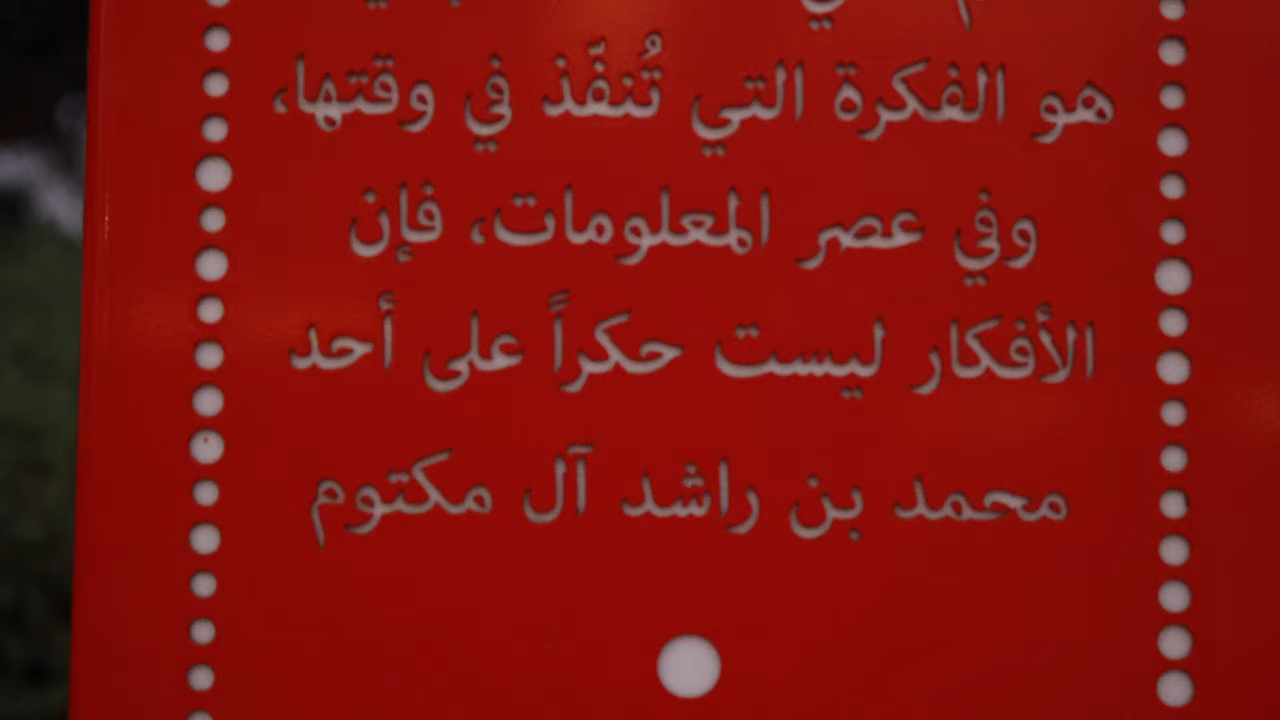 هو الفكرة التي تُنفّذ في وقتها،
وفي عصر المعلومات، فإن
الأفكار ليست حكراً على أحد
محمد بن راشد آل مكتوم